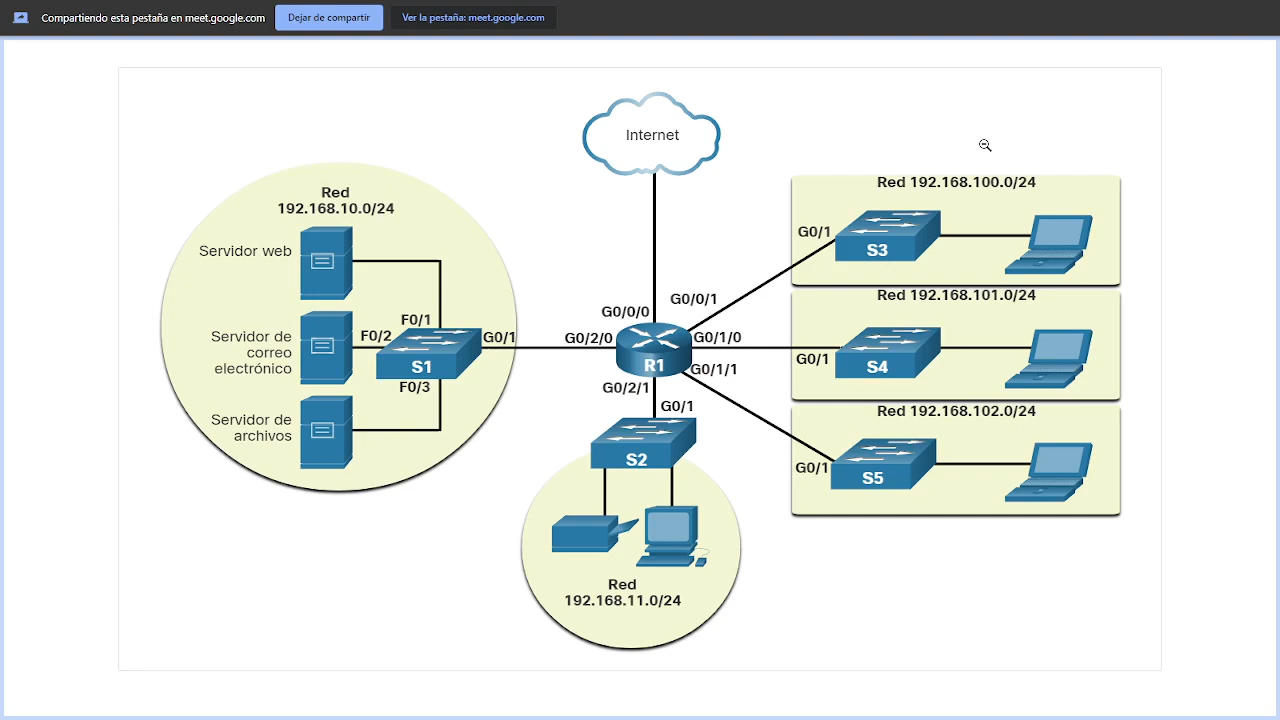 Compartiendo esta pestaña en meet.google.com
Dejar de compartir
Ver la pestaña: meet.google.com
Internet
Red
192.168.10.0/24
Servidor web
Servidor de
correo
electrónico
Servidor de
archivos
F0/1
F0/2
F0/3
S1
G0/1
G0/2/0
G0/0/0
G0/0/1
G0/1/0
G0/1/1
G0/2/1
R1
G0/1
S2
Red
192.168.11.0/24
Red 192.168.100.0/24
G0/1
S3
Red 192.168.101.0/24
G0/1
S4
Red 192.168.102.0/24
G0/1
S5